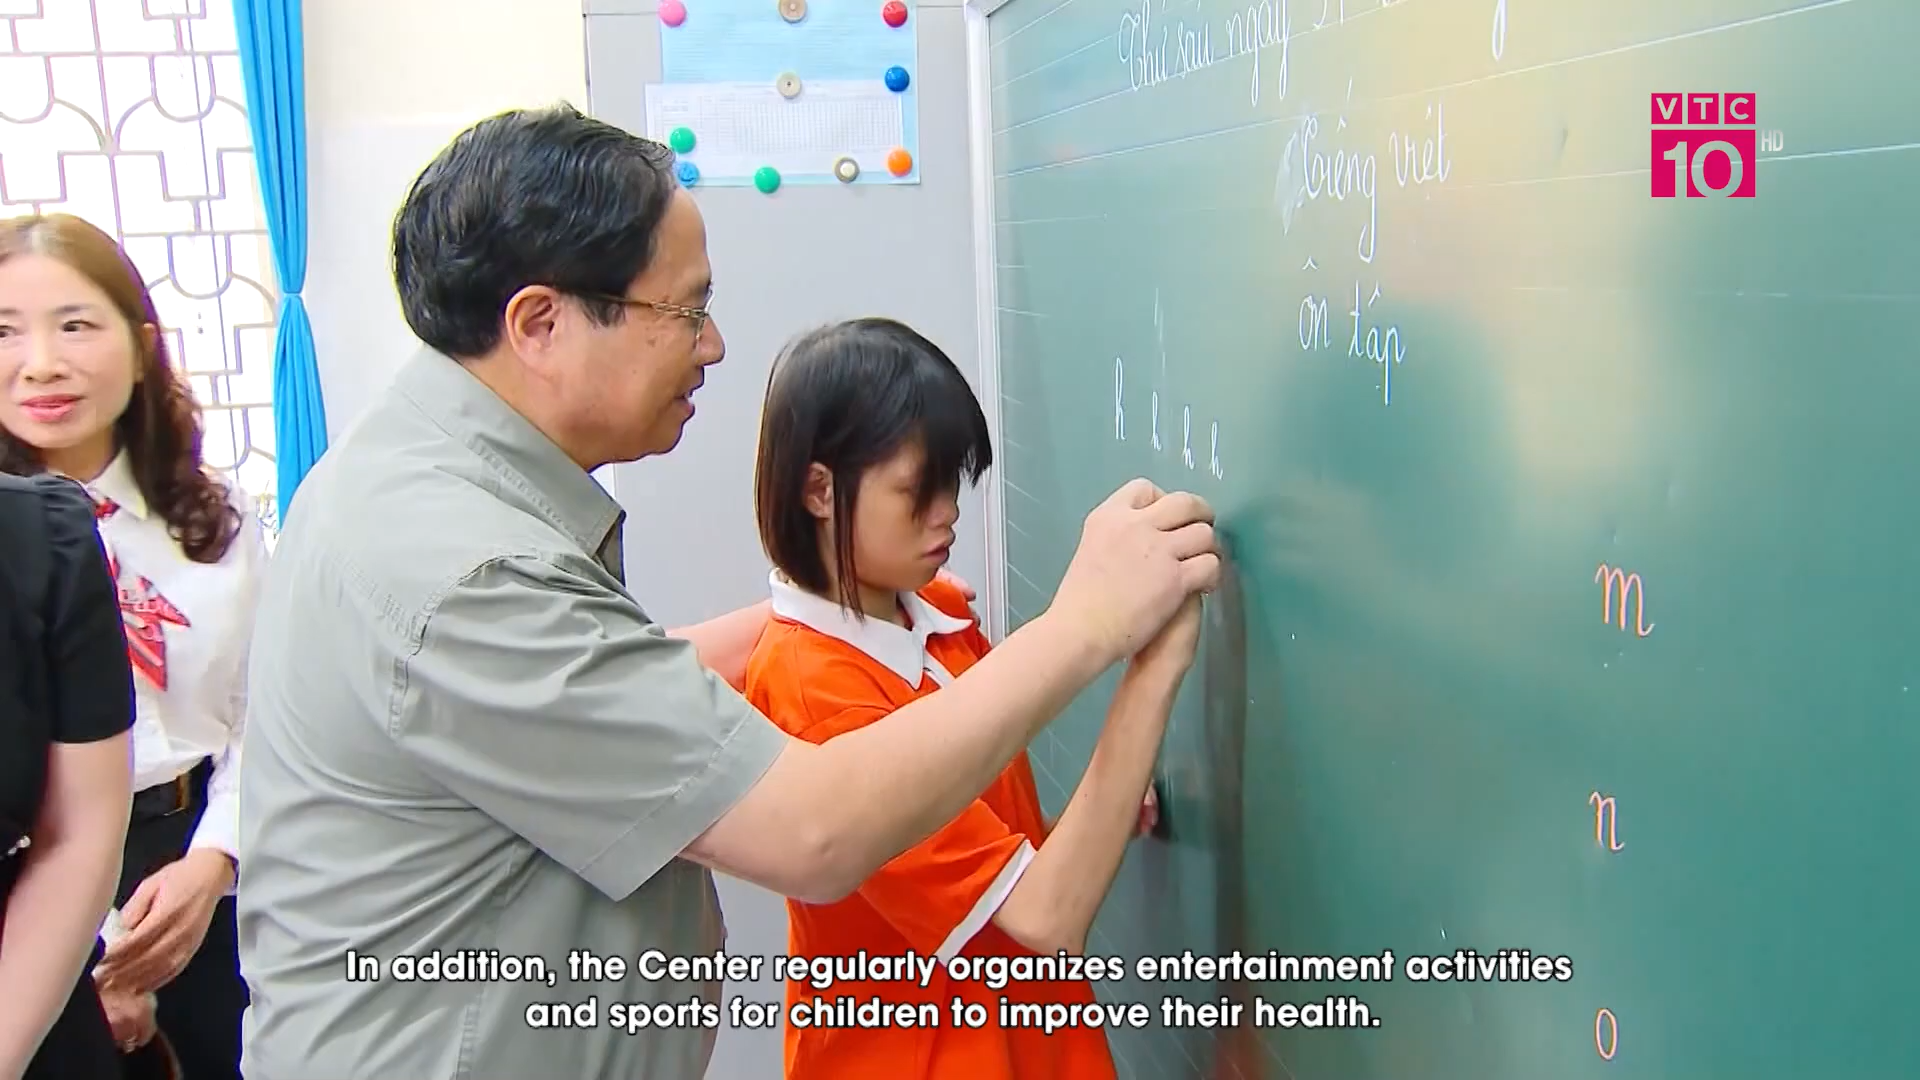 Thứ sáu ngày 31
Tiếng việt
ôn tập
h h h h
m
n
o
VTC
10 HD
In addition, the Center regularly organizes entertainment activities
and sports for children to improve their health.